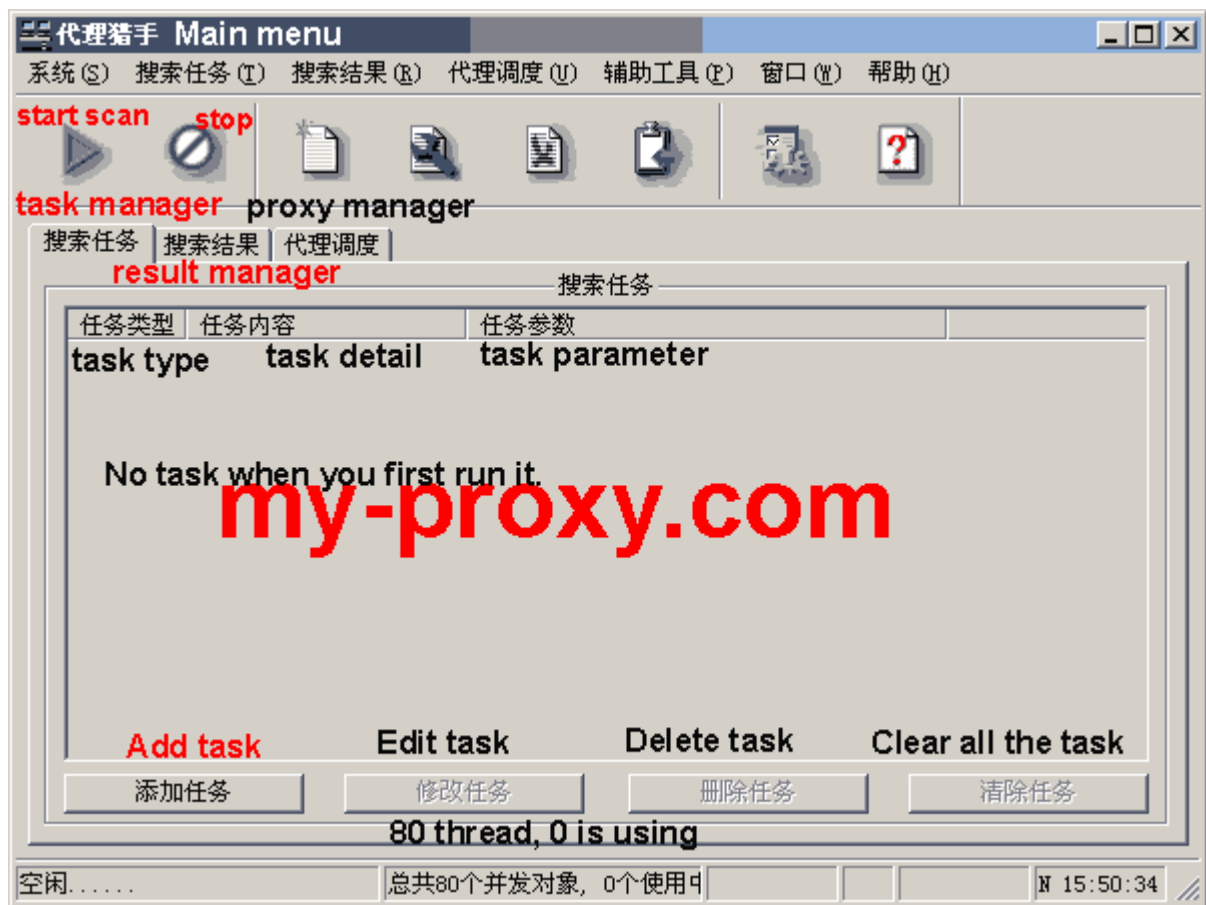 代理猎手 Main menu
系统(S) 搜索任务(T) 搜索结果(R) 代理调度(U) 辅助工具(P) 窗口(W) 帮助(H)
start scan stop
task manager proxy manager
搜索任务 搜索结果 代理调度
result manager
搜索任务
任务类型 任务内容 任务参数
task type task detail task parameter
No task when you first run it.
my-proxy.com
Add task Edit task Delete task Clear all the task
添加任务 修改任务 删除任务 清除任务
80 thread, 0 is using
空闲...... 总共80个并发对象, 0个使用中 N 15:50:34